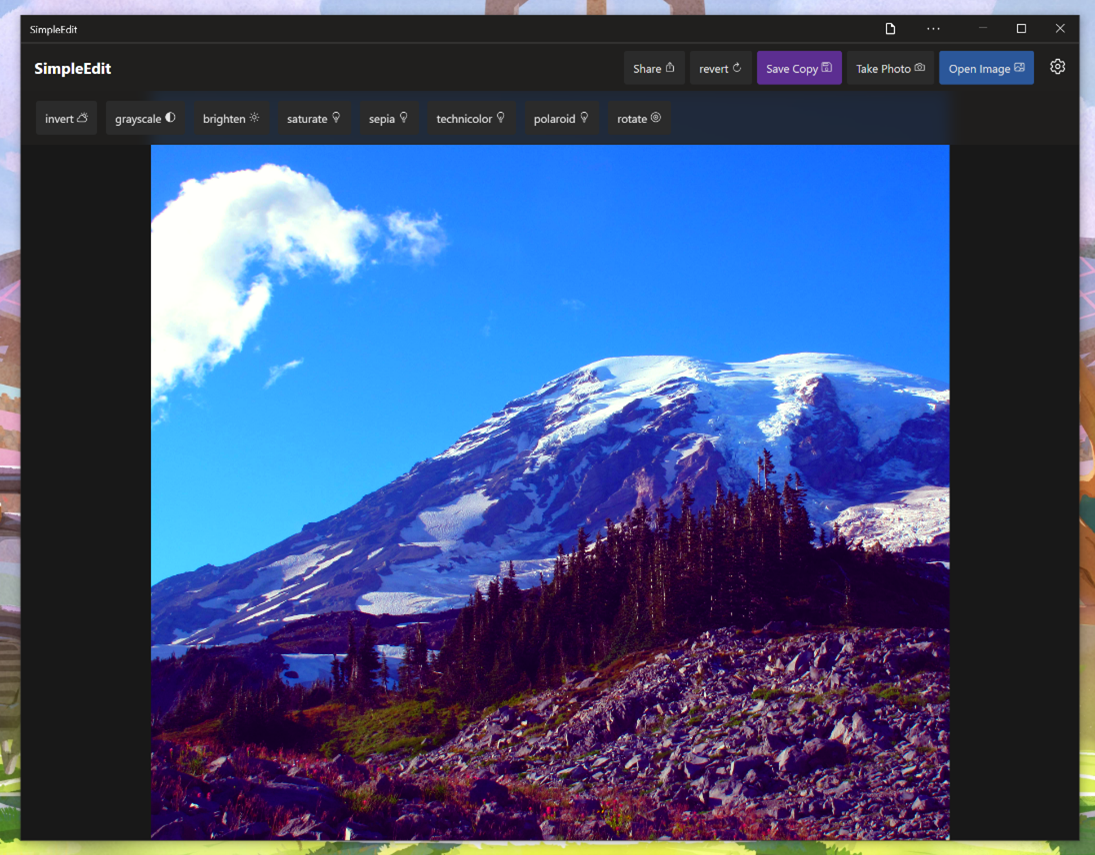 SimpleEdit
SimpleEdit
Share revert Save Copy Take Photo Open Image
invert grayscale brighten saturate sepia technicolor polaroid rotate